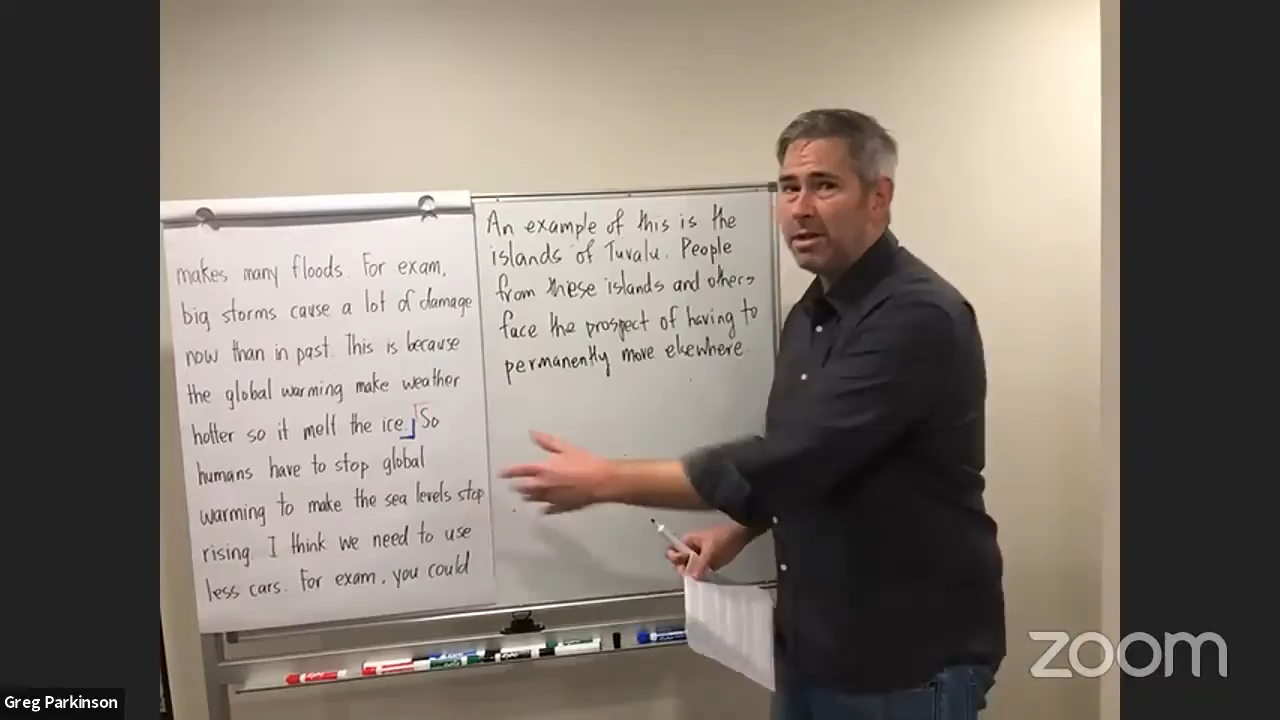 makes many floods. For exam,
big storms cause a lot of damage
now than in past. This is because
the global warming make weather
hotter so it melt the ice. So
humans have to stop global
warming to make the sea levels stop
rising. I think we need to use
less cars. For exam, you could
An example of this is the
islands of Tuvalu. People
from these islands and others
face the prospect of having to
permanently move elsewhere.
zoom
Greg Parkinson